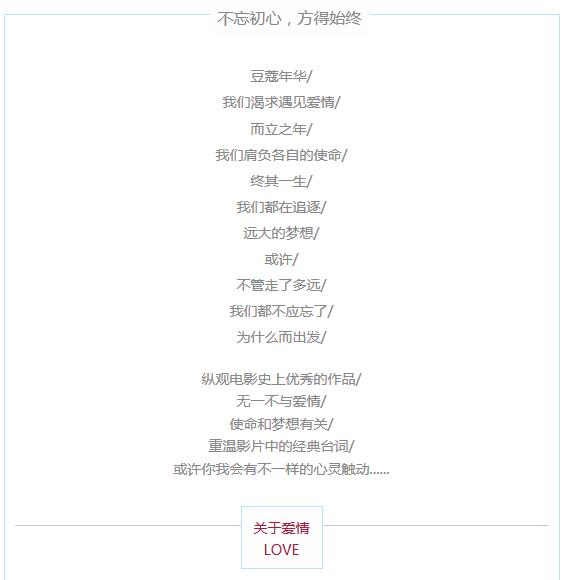 不忘初心，方得始终
豆蔻年华/
我们渴求遇见爱情/
而立之年/
我们肩负各自的使命/
终其一生/
我们都在追逐/
远大的梦想/
或许/
不管走了多远/
我们都不应忘了/
为什么而出发/
纵观电影史上优秀的作品/
无一不与爱情/
使命和梦想有关/
重温影片中的经典台词/
或许你我会有不一样的心灵触动......
关于爱情
LOVE